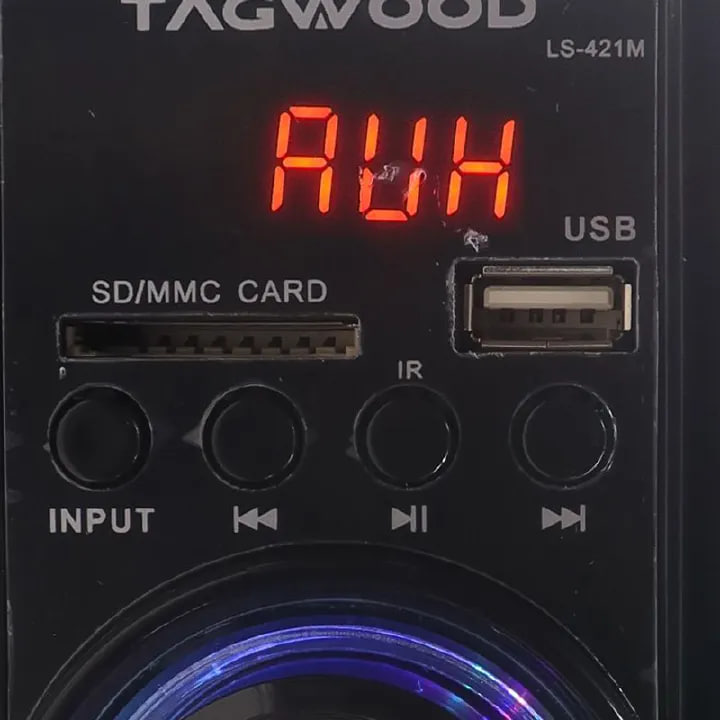 TAGWOOD
LS-421M
AUH
USB
SD/MMC CARD
IR
INPUT